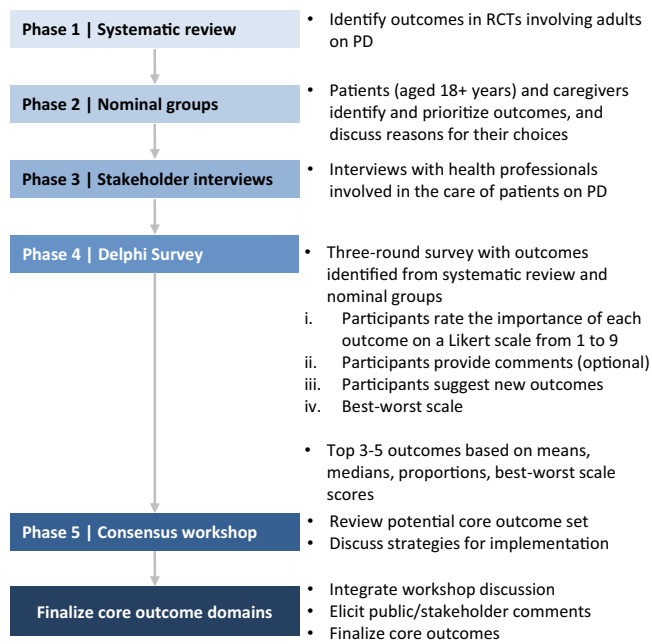 Phase 1 | Systematic review
• Identify outcomes in RCTs involving adults
on PD
Phase 2 | Nominal groups
• Patients (aged 18+ years) and caregivers
identify and prioritize outcomes, and
discuss reasons for their choices
Phase 3 | Stakeholder interviews
• Interviews with health professionals
involved in the care of patients on PD
Phase 4 | Delphi Survey
• Three-round survey with outcomes
identified from systematic review and
nominal groups
i. Participants rate the importance of each
outcome on a Likert scale from 1 to 9
ii. Participants provide comments (optional)
iii. Participants suggest new outcomes
iv. Best-worst scale
• Top 3-5 outcomes based on means,
medians, proportions, best-worst scale
scores
Phase 5 | Consensus workshop
• Review potential core outcome set
• Discuss strategies for implementation
Finalize core outcome domains
• Integrate workshop discussion
• Elicit public/stakeholder comments
• Finalize core outcomes